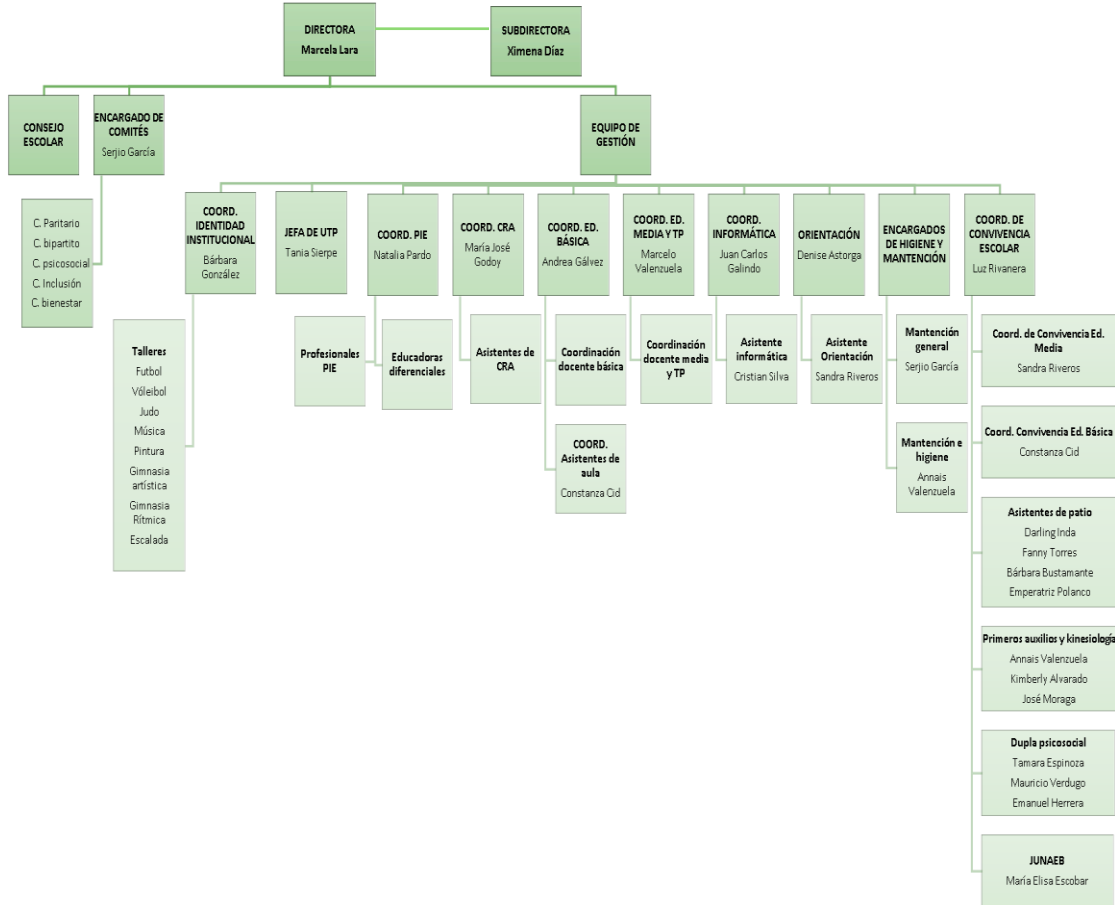 DIRECTORA
Marcela Lara
SUBDIRECTORA
Ximena Díaz
CONSEJO
ESCOLAR
ENCARGADO DE
COMITÉS
Serjio García
EQUIPO DE
GESTIÓN
C. Paritario
C. bipartito
C. psicosocial
C. Inclusión
C. bienestar
COORD.
IDENTIDAD
INSTITUCIONAL
Bárbara
González
JEFA DE UTP
Tania Sierpe
COORD. PIE
Natalia Pardo
COORD. CRA
María José
Godoy
COORD. ED.
BÁSICA
Andrea Gálvez
COORD. ED.
MEDIA Y TP
Marcelo
Valenzuela
COORD.
INFORMÁTICA
Juan Carlos
Galindo
ORIENTACIÓN
Denise Astorga
ENCARGADOS
DE HIGIENE Y
MANTENCIÓN
COORD. DE
CONVIVENCIA
ESCOLAR
Luz Rivanera
Talleres
Futbol
Vóleibol
Judo
Música
Pintura
Gimnasia
artística
Gimnasia
Rítmica
Escalada
Profesionales
PIE
Educadoras
diferenciales
Asistentes de
CRA
Coordinación
docente básica
COORD.
Asistentes de
aula
Constanza Cid
Coordinación
docente media
y TP
Asistente
informática
Cristian Silva
Asistente
Orientación
Sandra Riveros
Mantención
general
Serjio García
Mantención e
higiene
Annais
Valenzuela
Coord. de Convivencia Ed.
Media
Sandra Riveros
Coord. Convivencia Ed. Básica
Constanza Cid
Asistentes de patio
Darling Inda
Fanny Torres
Bárbara Bustamante
Emperatriz Polanco
Primeros auxilios y kinesiología
Annais Valenzuela
Kimberly Alvarado
José Moraga
Dupla psicosocial
Tamara Espinoza
Mauricio Verdugo
Emanuel Herrera
JUNAEB
María Elisa Escobar